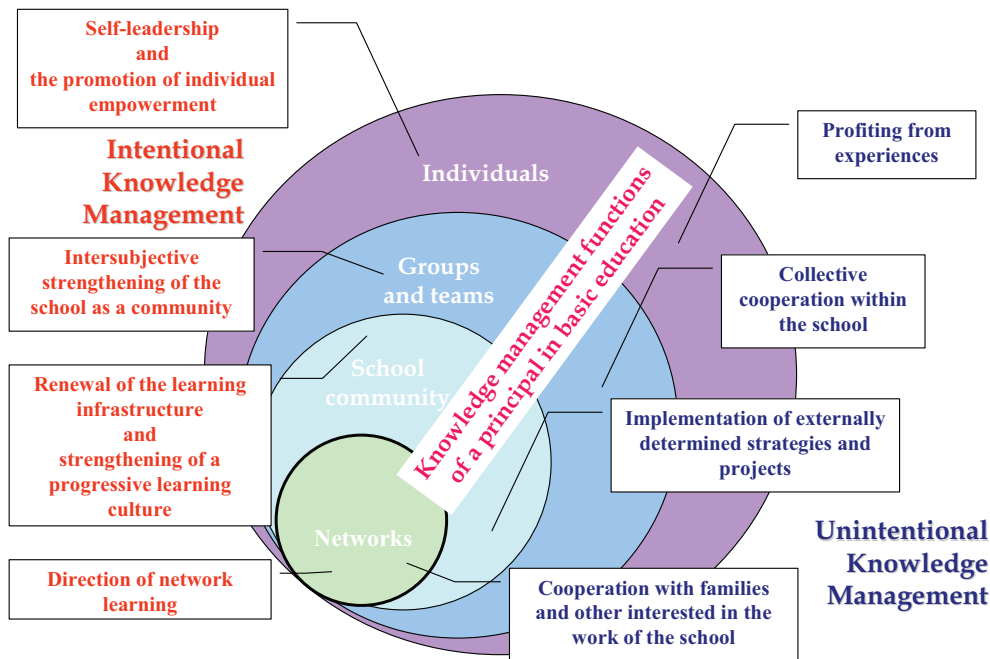 Self-leadership
and
the promotion of individual
empowerment
Intentional
Knowledge
Management
Intersubjective
strengthening of the
school as a community
Renewal of the learning
infrastructure
and
strengthening of a
progressive learning
culture
Direction of network
learning
Individuals
Groups
and teams
School
community
Networks
Knowledge management functions
of a principal in basic education
Profiting from
experiences
Collective
cooperation within
the school
Implementation of externally
determined strategies and
projects
Cooperation with families
and other interested in the
work of the school
Unintentional
Knowledge
Management